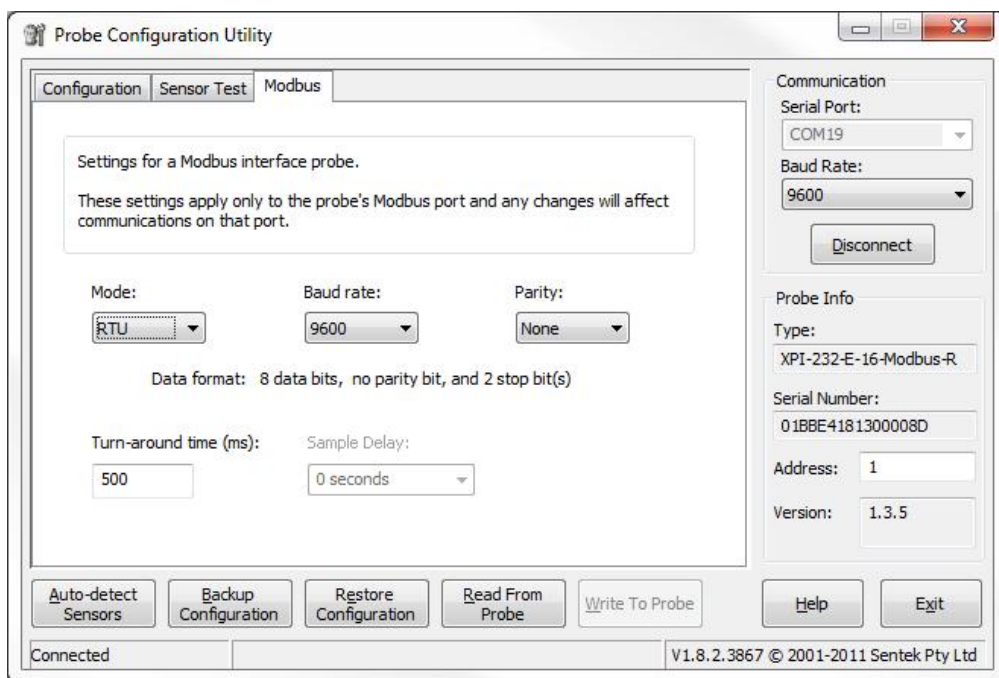 Probe Configuration Utility
Configuration
Sensor Test
Modbus
Settings for a Modbus interface probe.
These settings apply only to the probe's Modbus port and any changes will affect
communications on that port.
Mode:
Baud rate:
Parity:
RTU
9600
None
Data format: 8 data bits, no parity bit, and 2 stop bit(s)
Turn-around time (ms):
Sample Delay:
500
0 seconds
Communication
Serial Port:
COM19
Baud Rate:
9600
Disconnect
Probe Info
Type:
XPI-232-E-16-Modbus-R
Serial Number:
01BBE4181300008D
Address:
1
Version:
1.3.5
Auto-detect
Sensors
Backup
Configuration
Restore
Configuration
Read From
Probe
Write To Probe
Help
Exit
Connected
V1.8.2.3867 © 2001-2011 Sentek Pty Ltd